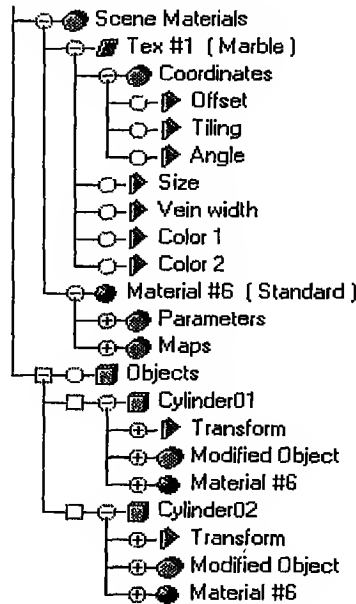 Scene Materials
Tex #1 (Marble)
Coordinates
Offset
Tiling
Angle
Size
Vein width
Color 1
Color 2
Material #6 (Standard)
Parameters
Maps
Objects
Cylinder01
Transform
Modified Object
Material #6
Cylinder02
Transform
Modified Object
Material #6